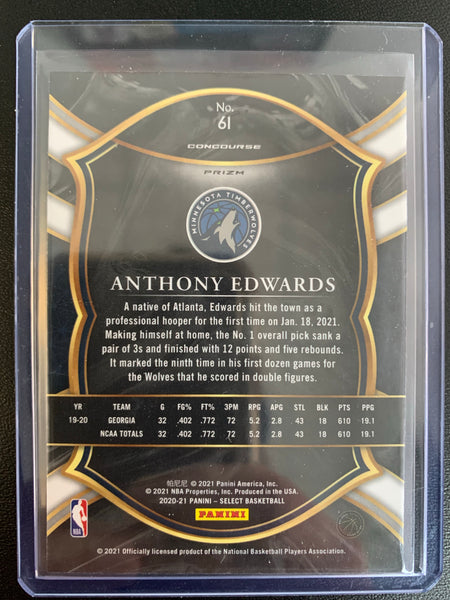 No.
61
CONCOURSE
PRIZM
MINNESOTA TIMBERWOLVES
ANTHONY EDWARDS
A native of Atlanta, Edwards hit the town as a
professional hooper for the first time on Jan. 18, 2021.
Making himself at home, the No. 1 overall pick sank a
pair of 3s and finished with 12 points and five rebounds.
It marked the ninth time in his first dozen games for
the Wolves that he scored in double figures.
YR TEAM G FG% FT% 3PM RPG APG STL BLK PTS PPG
19-20 GEORGIA 32 .402 .772 72 5.2 2.8 43 18 610 19.1
NCAA TOTALS 32 .402 .772 72 5.2 2.8 43 18 610 19.1
帕尼尼 © 2021 Panini America, Inc.
© 2021 NBA Properties, Inc. Produced in the USA.
2020-21 PANINI – SELECT BASKETBALL
NBA
PANINI
© 2021 Officially licensed product of the National Basketball Players Association.